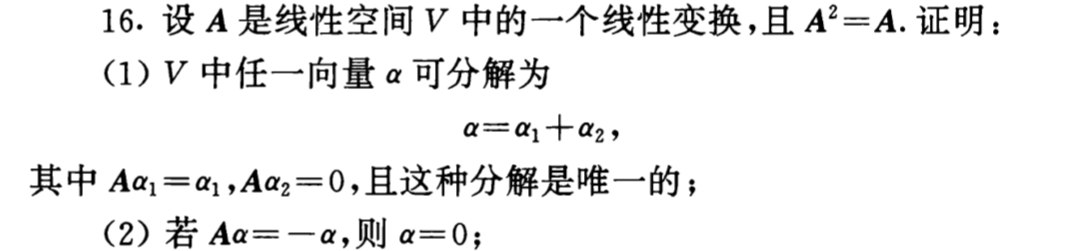 16. 设 A 是线性空间 V 中的一个线性变换,且 A²=A. 证明:
(1) V 中任一向量 α 可分解为
α=α₁+α₂,
其中 Aα₁=α₁,Aα₂=0,且这种分解是唯一的;
(2) 若 Aα=-α,则 α=0;